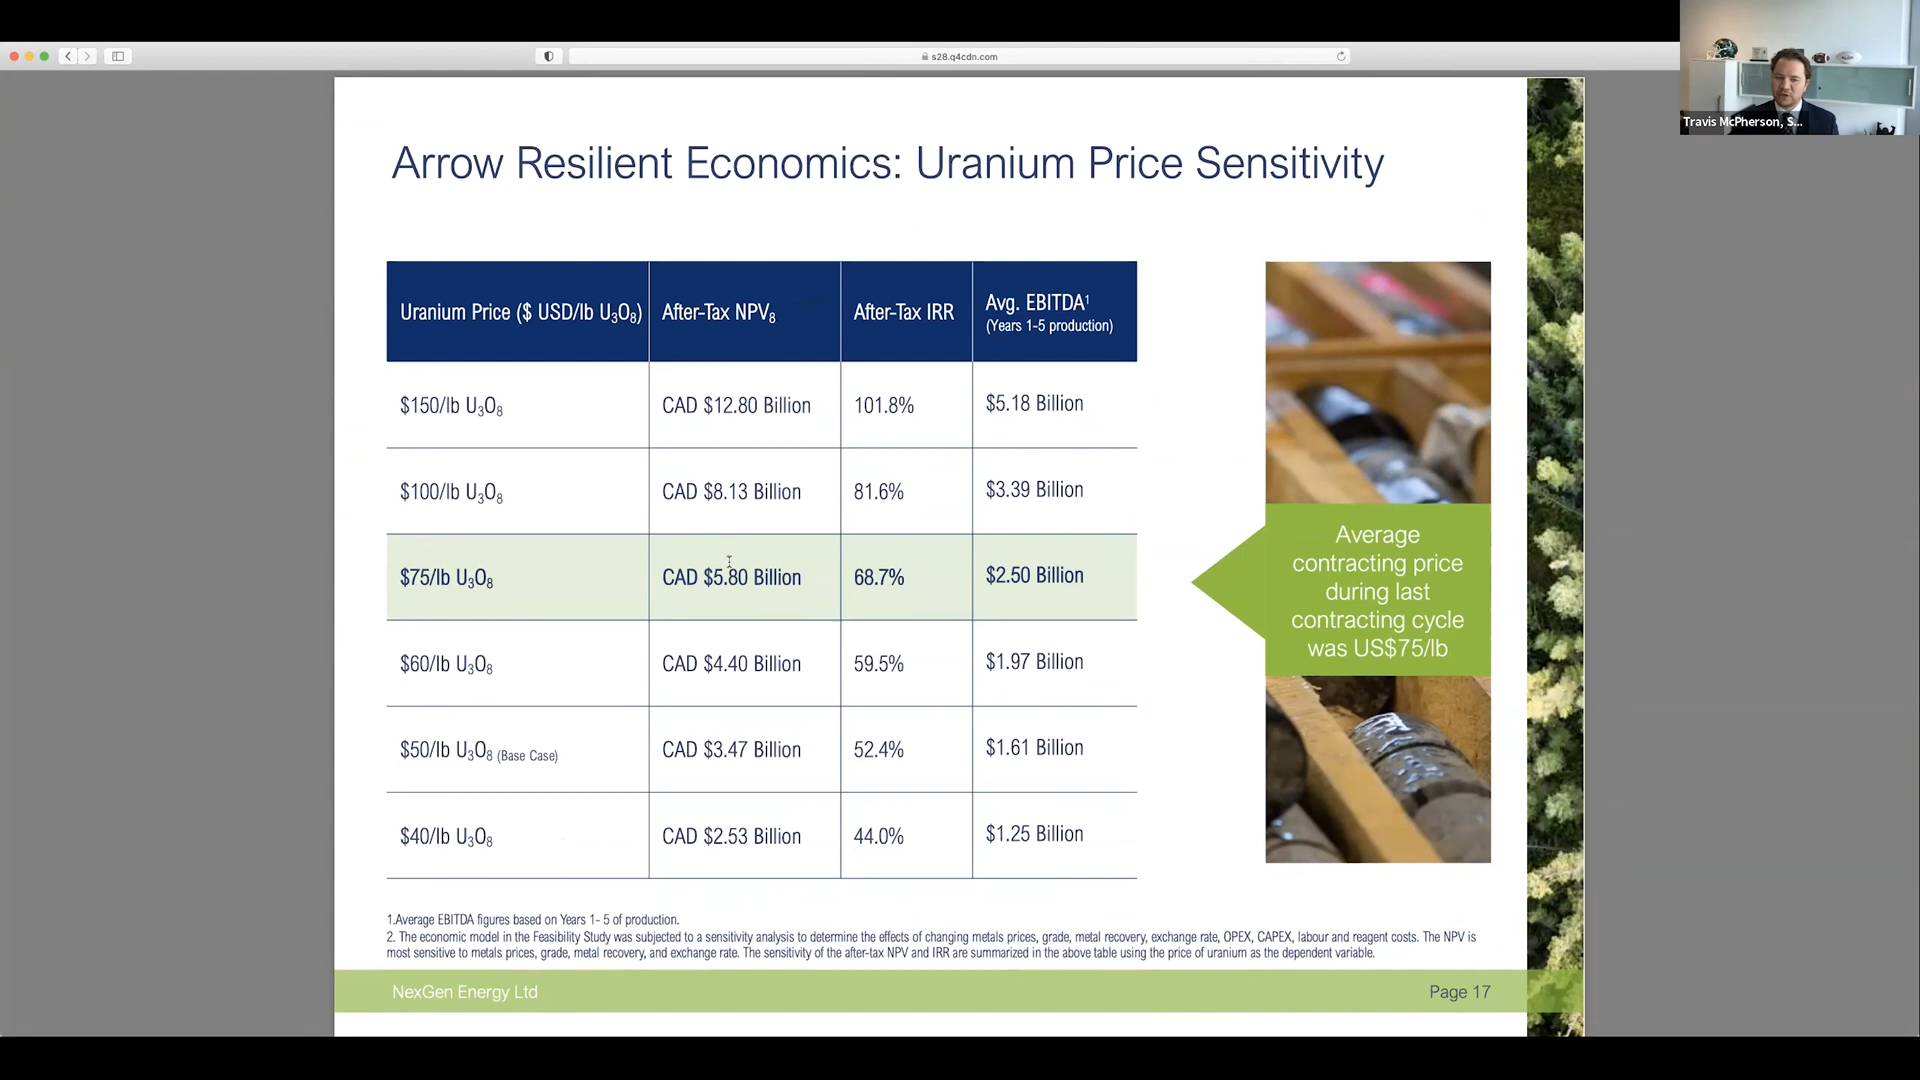 s28.q4cdn.com
Travis McPherson, S...
Arrow Resilient Economics: Uranium Price Sensitivity
Uranium Price ($ USD/lb U₃O₈) After-Tax NPV₈ After-Tax IRR Avg. EBITDA¹
(Years 1-5 production)
$150/lb U₃O₈ CAD $12.80 Billion 101.8% $5.18 Billion
$100/lb U₃O₈ CAD $8.13 Billion 81.6% $3.39 Billion
$75/lb U₃O₈ CAD $5.80 Billion 68.7% $2.50 Billion
$60/lb U₃O₈ CAD $4.40 Billion 59.5% $1.97 Billion
$50/lb U₃O₈ (Base Case) CAD $3.47 Billion 52.4% $1.61 Billion
$40/lb U₃O₈ CAD $2.53 Billion 44.0% $1.25 Billion
Average
contracting price
during last
contracting cycle
was US$75/lb
1.Average EBITDA figures based on Years 1- 5 of production.
2. The economic model in the Feasibility Study was subjected to a sensitivity analysis to determine the effects of changing metals prices, grade, metal recovery, exchange rate, OPEX, CAPEX, labour and reagent costs. The NPV is
most sensitive to metals prices, grade, metal recovery, and exchange rate. The sensitivity of the after-tax NPV and IRR are summarized in the above table using the price of uranium as the dependent variable.
NexGen Energy Ltd
Page 17